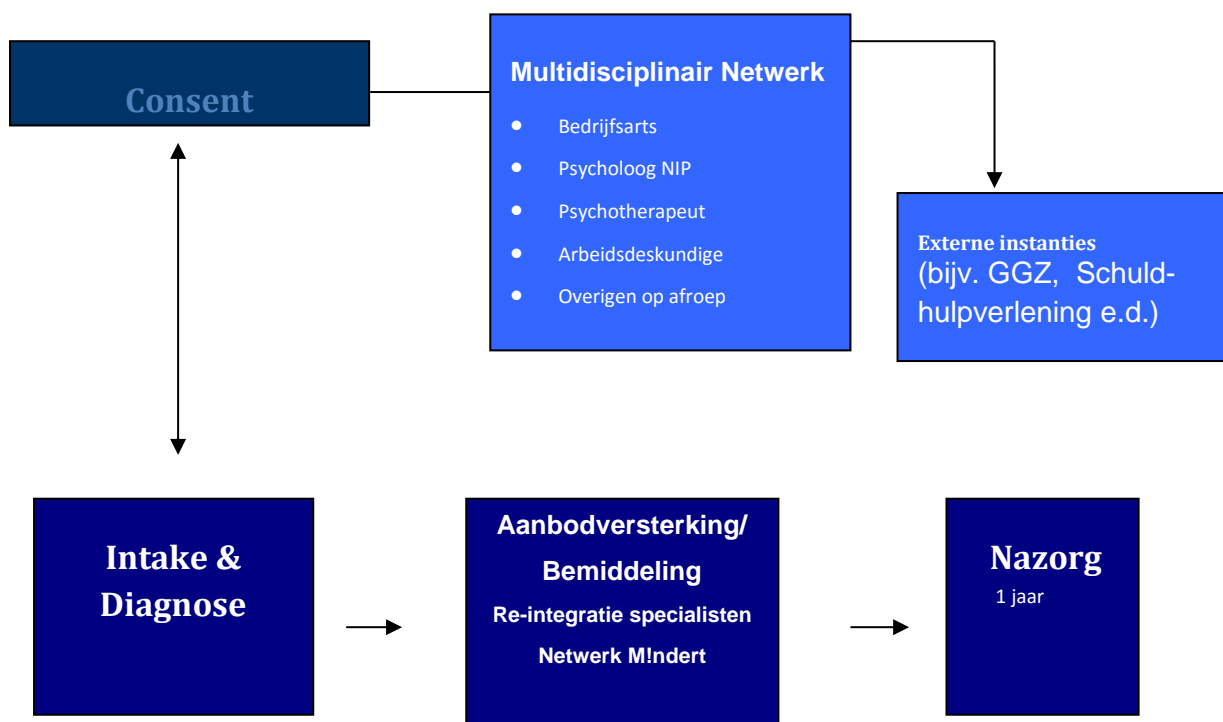 Consent
Multidisciplinair Netwerk
● Bedrijfsarts
● Psycholoog NIP
● Psychotherapeut
● Arbeidsdeskundige
● Overigen op afroep
Externe instanties
(bijv. GGZ, Schuld-
hulpverlening e.d.)
Intake &
Diagnose
Aanbodversterking/
Bemiddeling
Re-integratie specialisten
Netwerk M!ndert
Nazorg
1 jaar